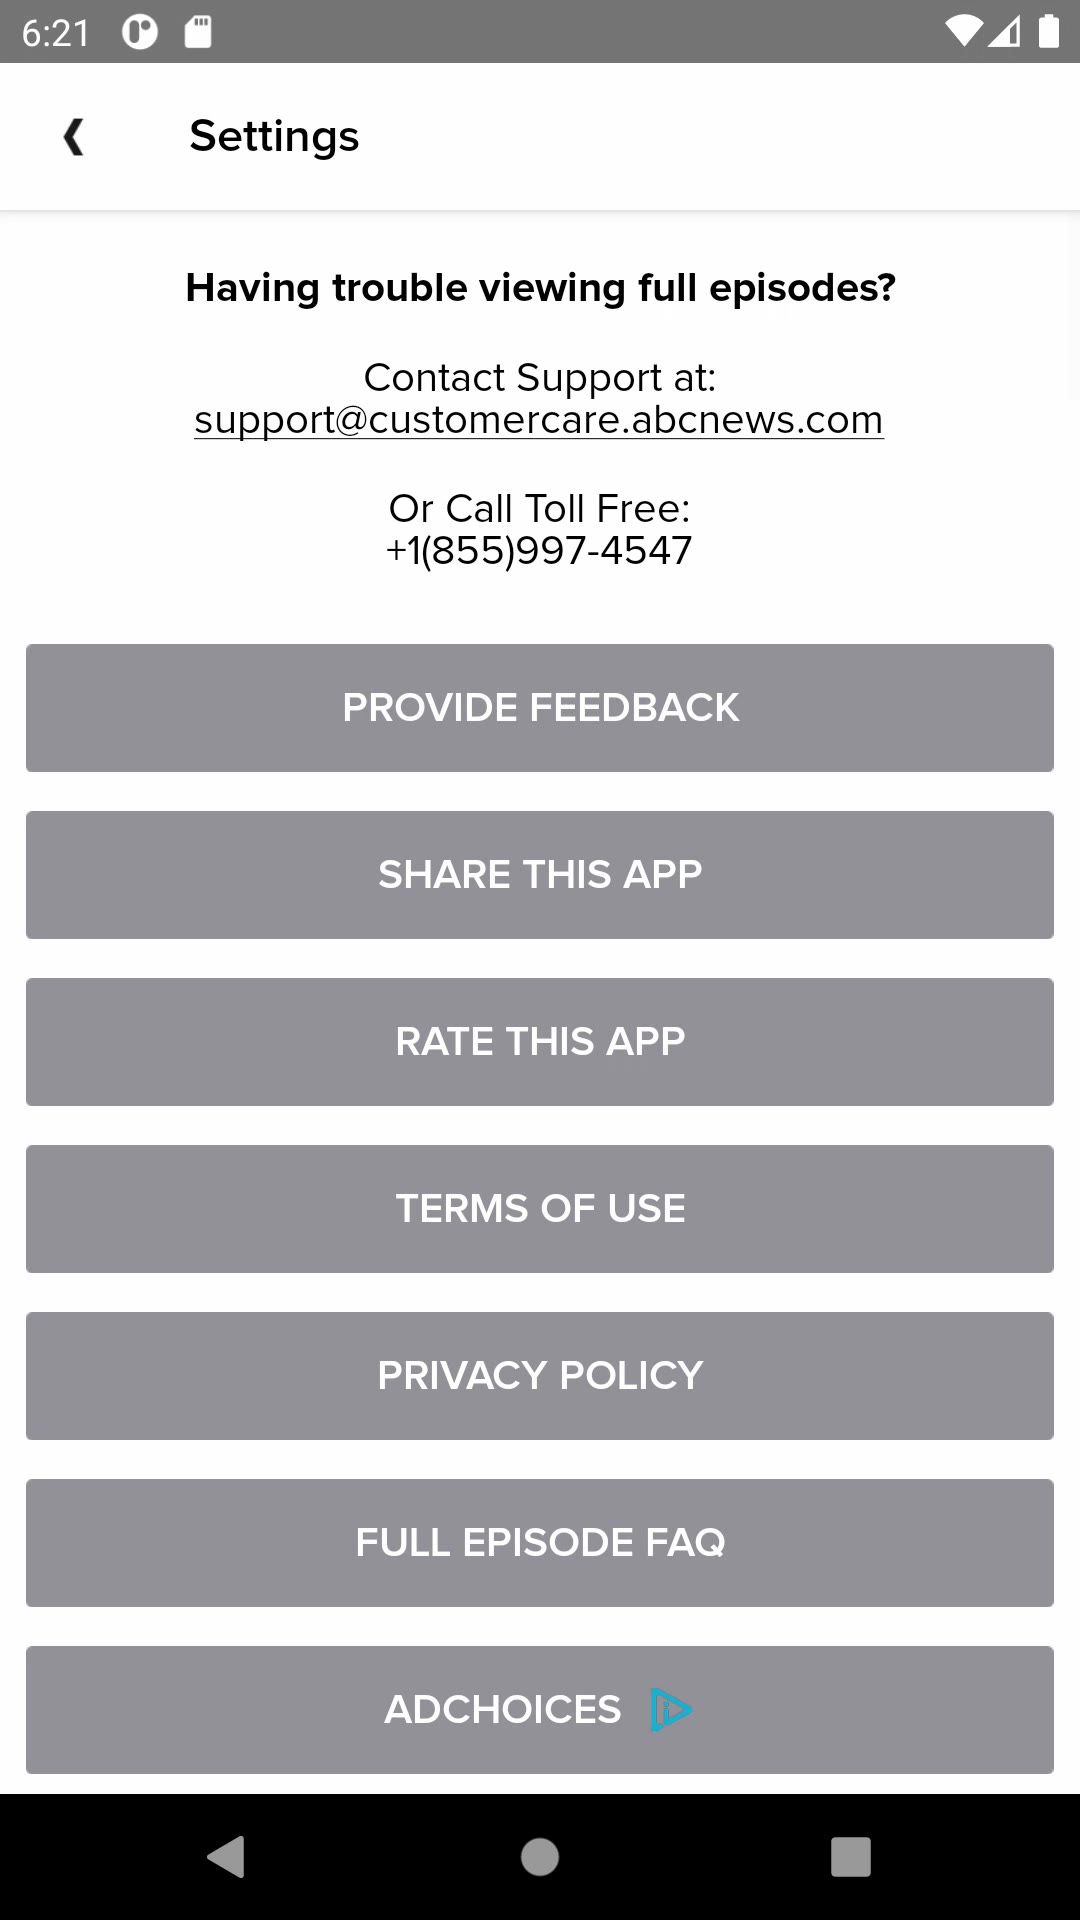 6:21
Settings
Having trouble viewing full episodes?
Contact Support at:
support@customercare.abcnews.com
Or Call Toll Free:
+1(855)997-4547
PROVIDE FEEDBACK
SHARE THIS APP
RATE THIS APP
TERMS OF USE
PRIVACY POLICY
FULL EPISODE FAQ
ADCHOICES